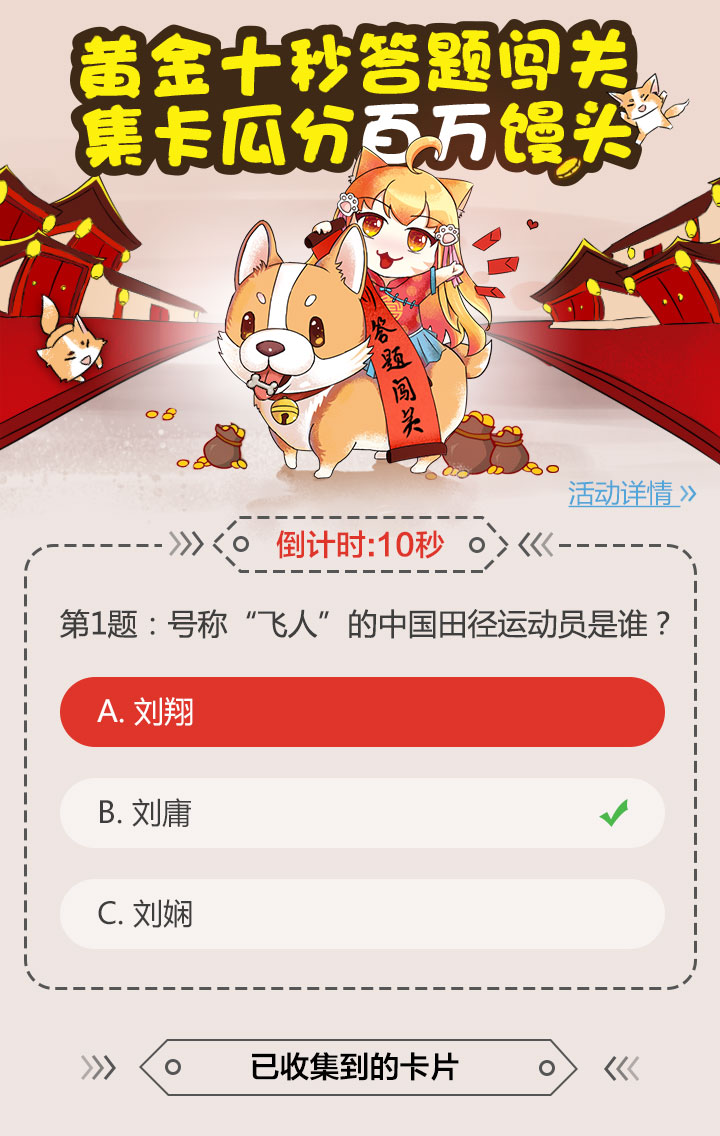 黄金十秒答题闯关
集卡瓜分百万馒头
答题闯关
活动详情 »
倒计时:10秒
第1题：号称“飞人”的中国田径运动员是谁？
A. 刘翔
B. 刘庸
C. 刘娴
已收集到的卡片